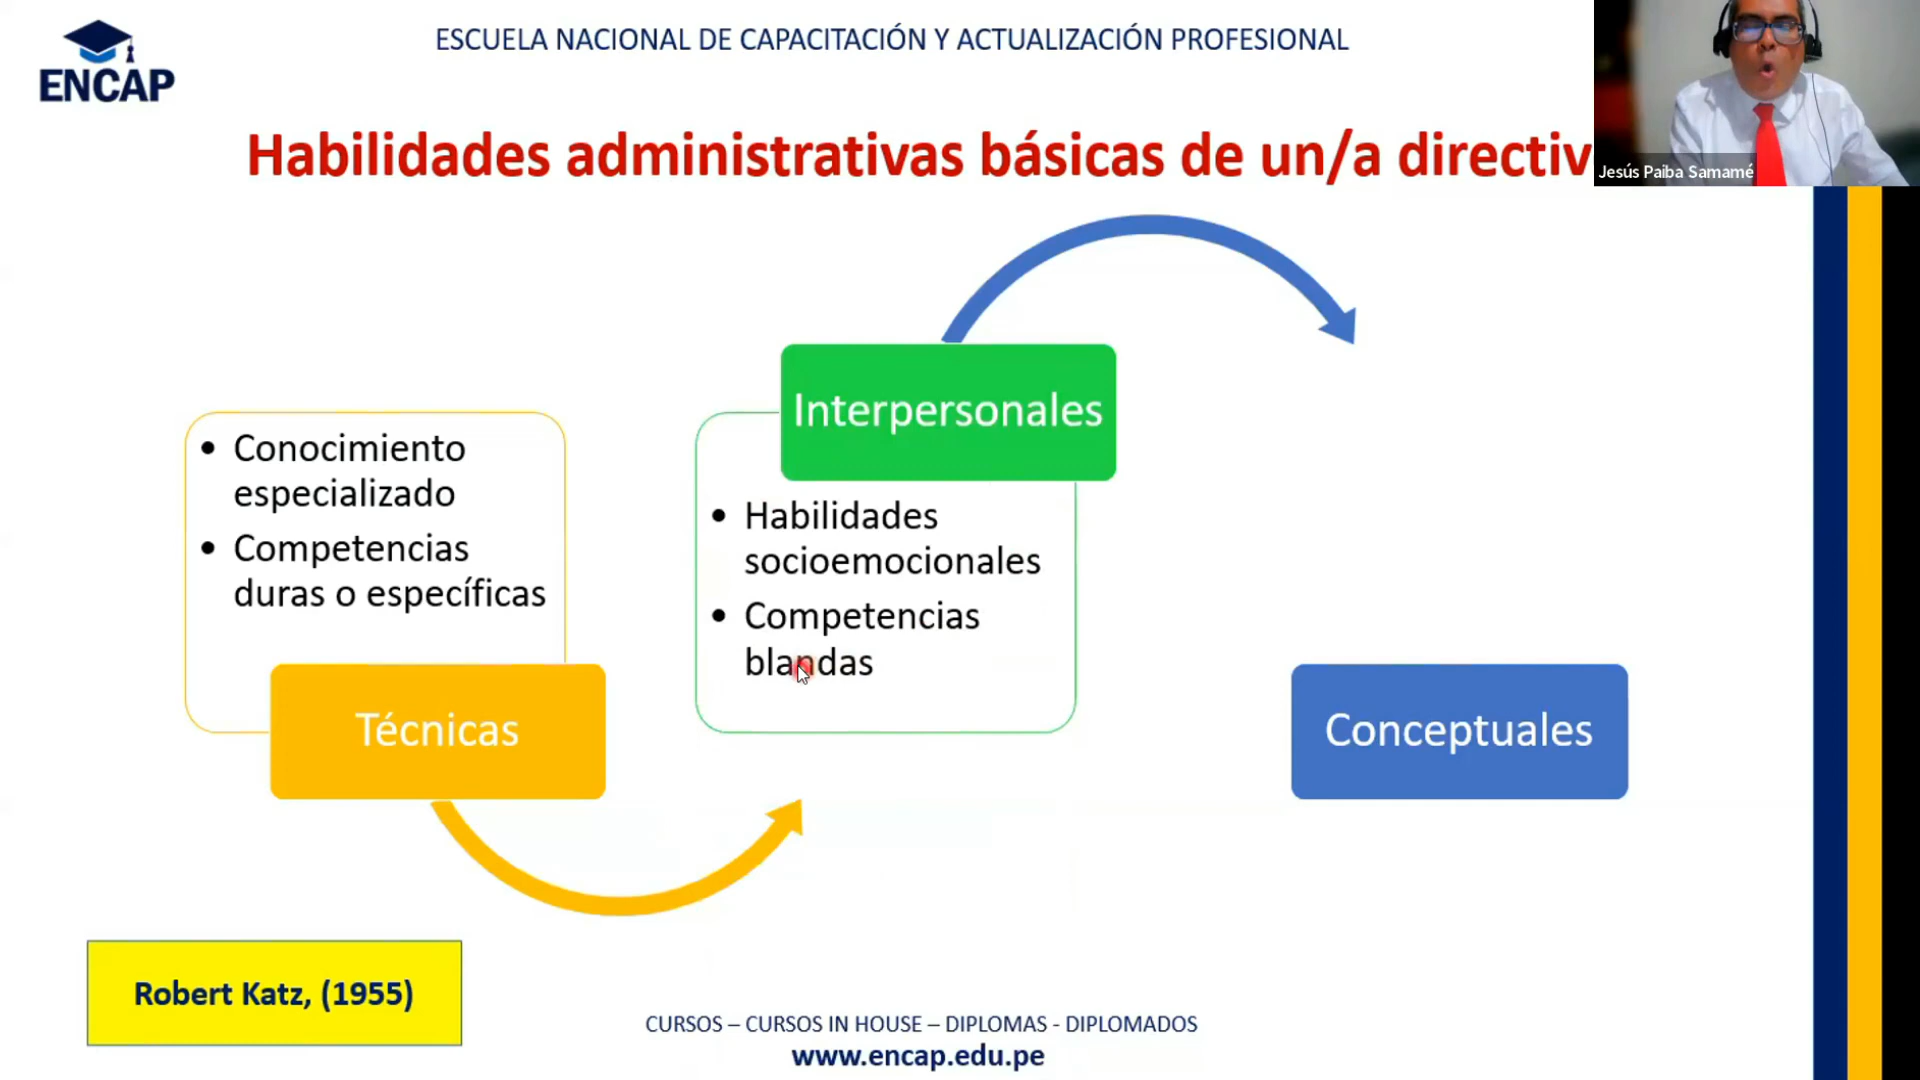 ENCAP
ESCUELA NACIONAL DE CAPACITACIÓN Y ACTUALIZACIÓN PROFESIONAL
Habilidades administrativas básicas de un/a directiv
Jesús Paiba Samamé
• Conocimiento
especializado
• Competencias
duras o específicas
Técnicas
Interpersonales
• Habilidades
socioemocionales
• Competencias
blandas
Conceptuales
Robert Katz, (1955)
CURSOS – CURSOS IN HOUSE – DIPLOMAS - DIPLOMADOS
www.encap.edu.pe